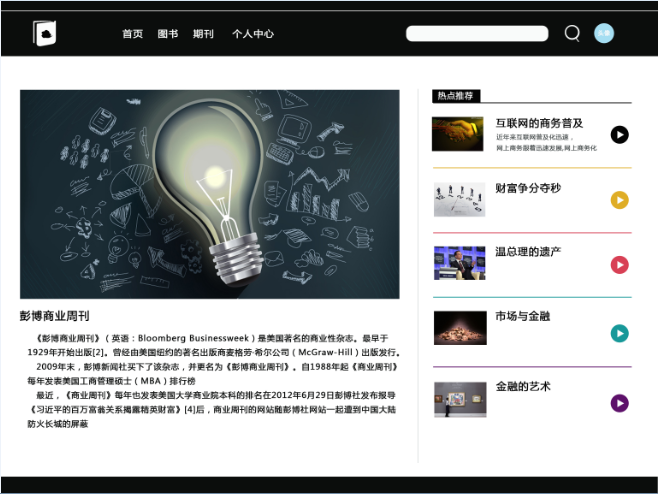 首页 图书 期刊 个人中心
彭博商业周刊
《彭博商业周刊》（英语：Bloomberg Businessweek）是美国著名的商业性杂志。最早于
1929年开始出版[2]。曾经由美国纽约的著名出版商麦格劳·希尔公司（McGraw-Hill）出版发行。
2009年末，彭博新闻社买下了该杂志，并更名为《彭博商业周刊》。自1988年起《商业周刊》
每年发表美国工商管理硕士（MBA）排行榜
最近，《商业周刊》每年也发表美国大学商业院本科的排名在2012年6月29日彭博社发布报导
《习近平的百万富翁关系揭露精英财富》[4]后，商业周刊的网站随彭博社网站一起遭到中国大陆
防火长城的屏蔽
热点推荐
互联网的商务普及
近年来互联网普及化迅速，
网上商务服着迅速发展,网上商务化
财富争分夺秒
温总理的遗产
市场与金融
金融的艺术